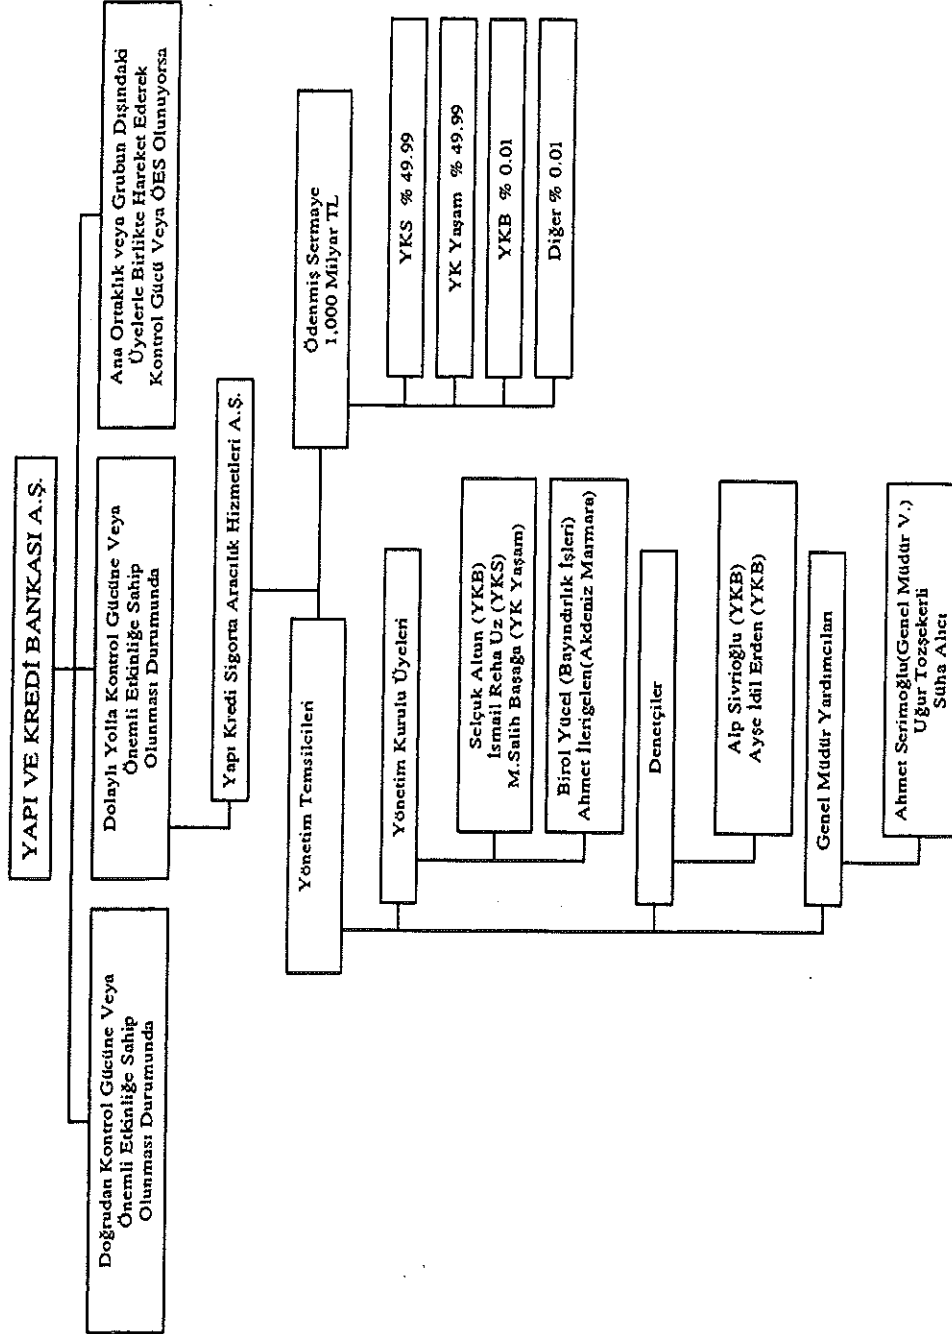 YAPI VE KREDİ BANKASI A.Ş.
Doğrudan Kontrol Gücüne Veya
Önemli Etkinliğe Sahip
Olunması Durumunda
Dolaylı Yolla Kontrol Gücüne Veya
Önemli Etkinliğe Sahip
Olunması Durumunda
Ana Ortaklık veya Grubun Dışındaki
Üyelerle Birlikte Hareket Ederek
Kontrol Gücü Veya ÖES Olunuyorsa
Yapı Kredi Sigorta Aracılık Hizmetleri A.Ş.
Yönetim Temsilcileri
Ödenmiş Sermaye
1,000 Milyar TL
Yönetim Kurulu Üyeleri
Selçuk Altun (YKB)
İsmail Reha Uz (YKS)
M.Salih Başağa (YK Yaşam)
Birol Yücel (Bayındırlık İşleri)
Ahmet İlerigelen(Akdeniz Marmara)
Denetçiler
Alp Sivrioğlu (YKB)
Ayşe İdil Erden (YKB)
Genel Müdür Yardımcıları
Ahmet Serimoğlu(Genel Müdür V.)
Uğur Tozşekerli
Süha Alıcı
YKS % 49.99
YK Yaşam % 49.99
YKB % 0.01
Diğer % 0.01